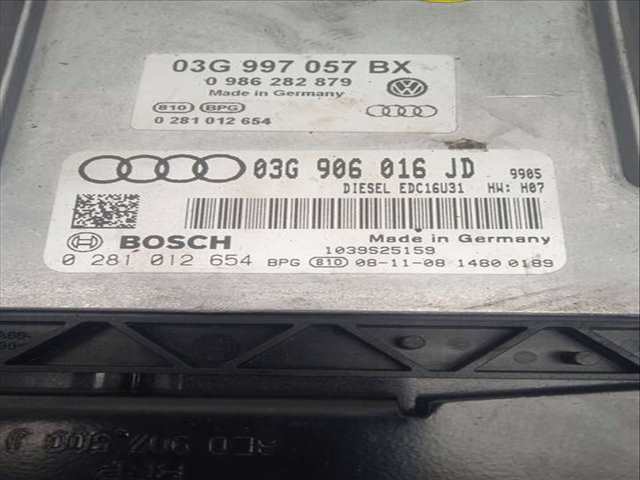 03G 997 057 BX
0 986 282 879
Made in Germany
810 BPG
0 281 012 654
03G 906 016 JD 9905
DIESEL EDC16U31 HW: H07
BOSCH Made in Germany
1039S25159
0 281 012 654 BPG 810 08-11-08 1480 0189